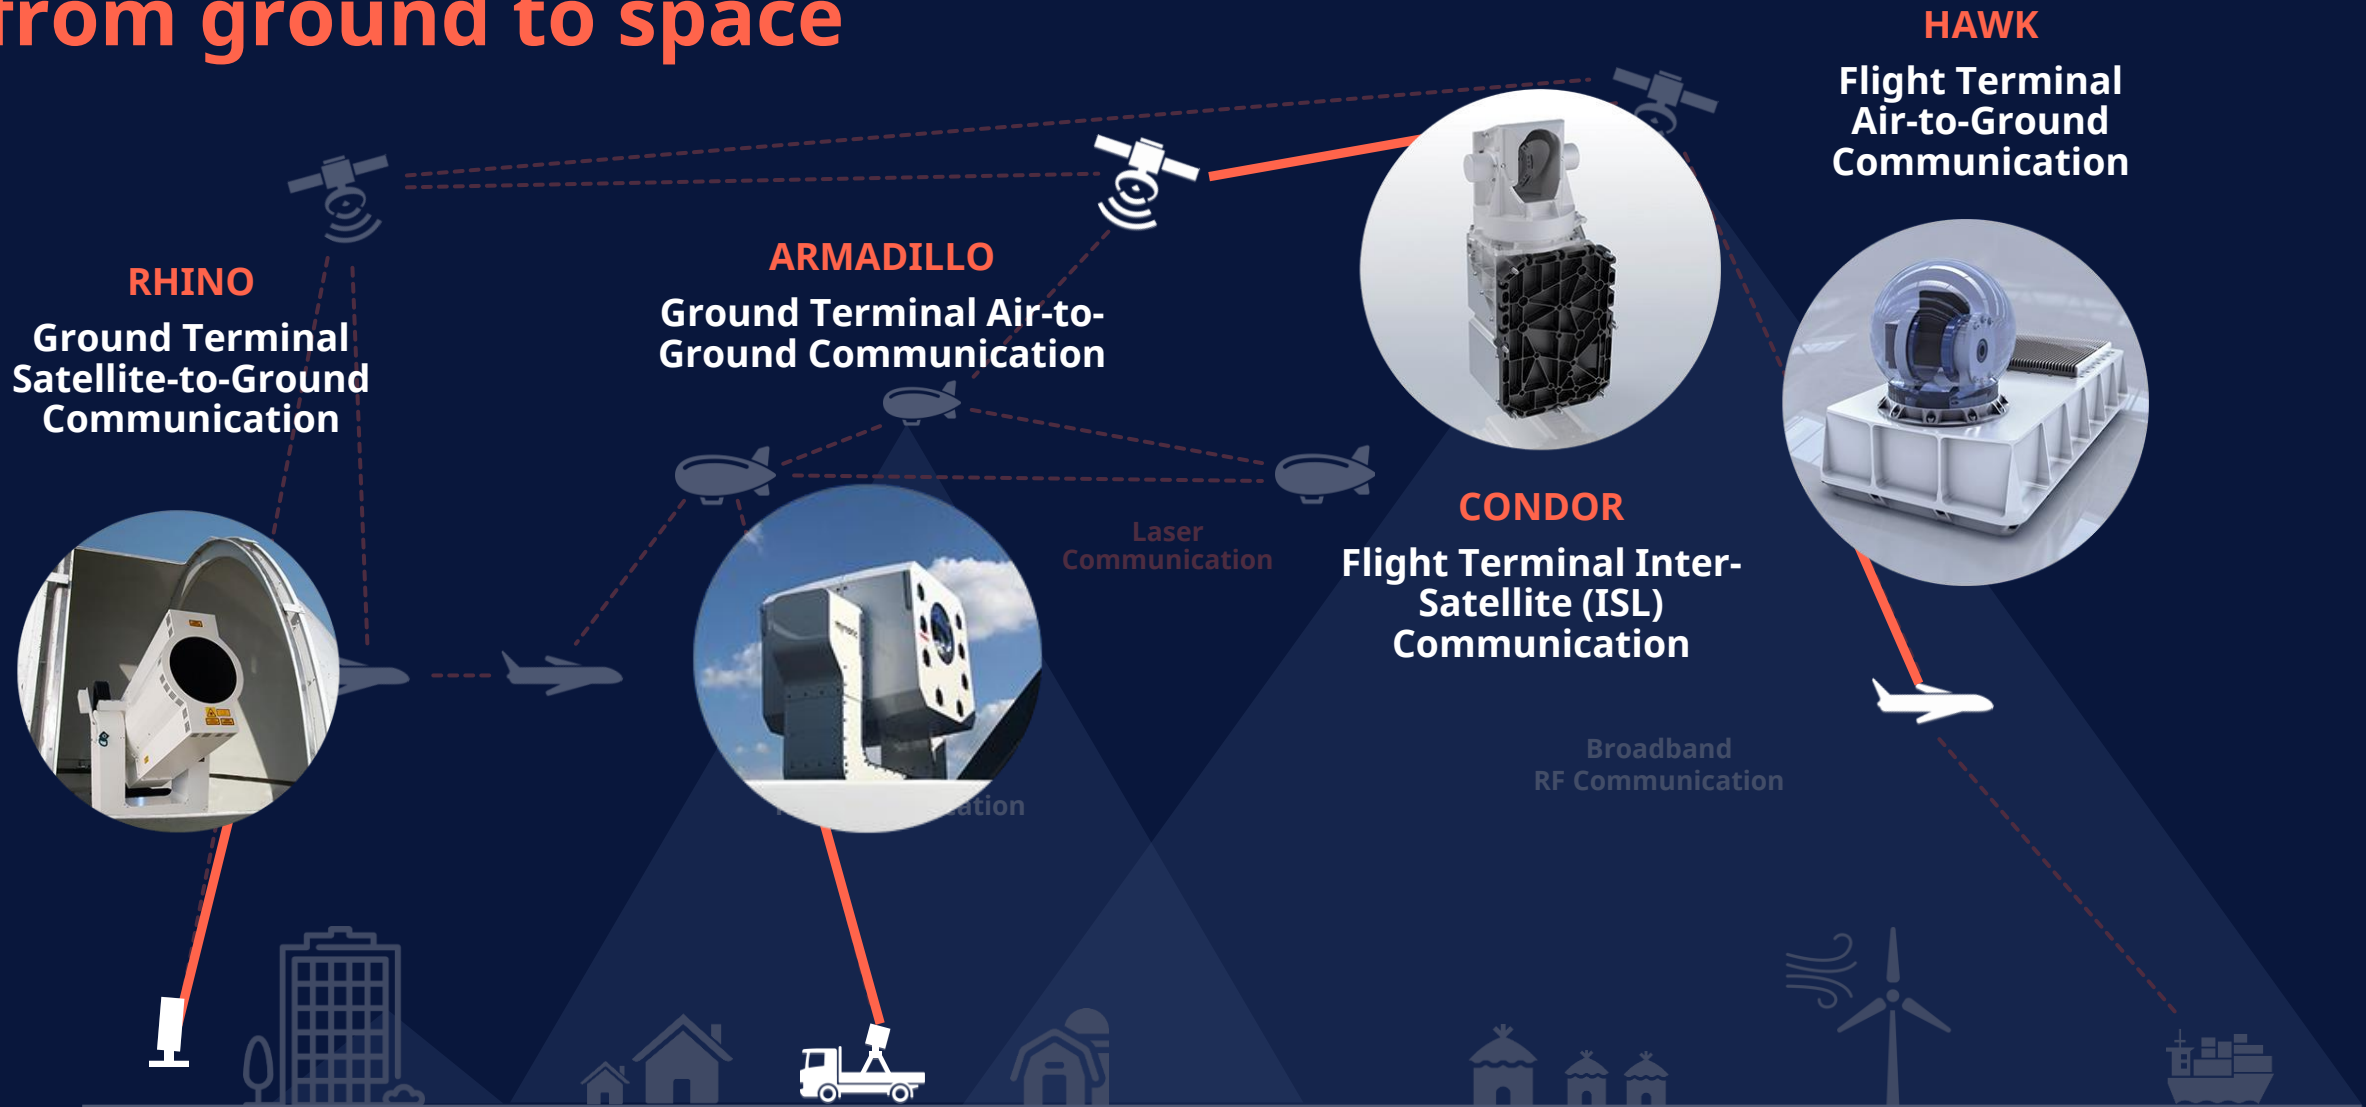 from ground to space
HAWK
Flight Terminal
Air-to-Ground
Communication
RHINO
Ground Terminal
Satellite-to-Ground
Communication
ARMADILLO
Ground Terminal Air-to-
Ground Communication
CONDOR
Flight Terminal Inter-
Satellite (ISL)
Communication
Laser
Communication
Broadband
RF Communication